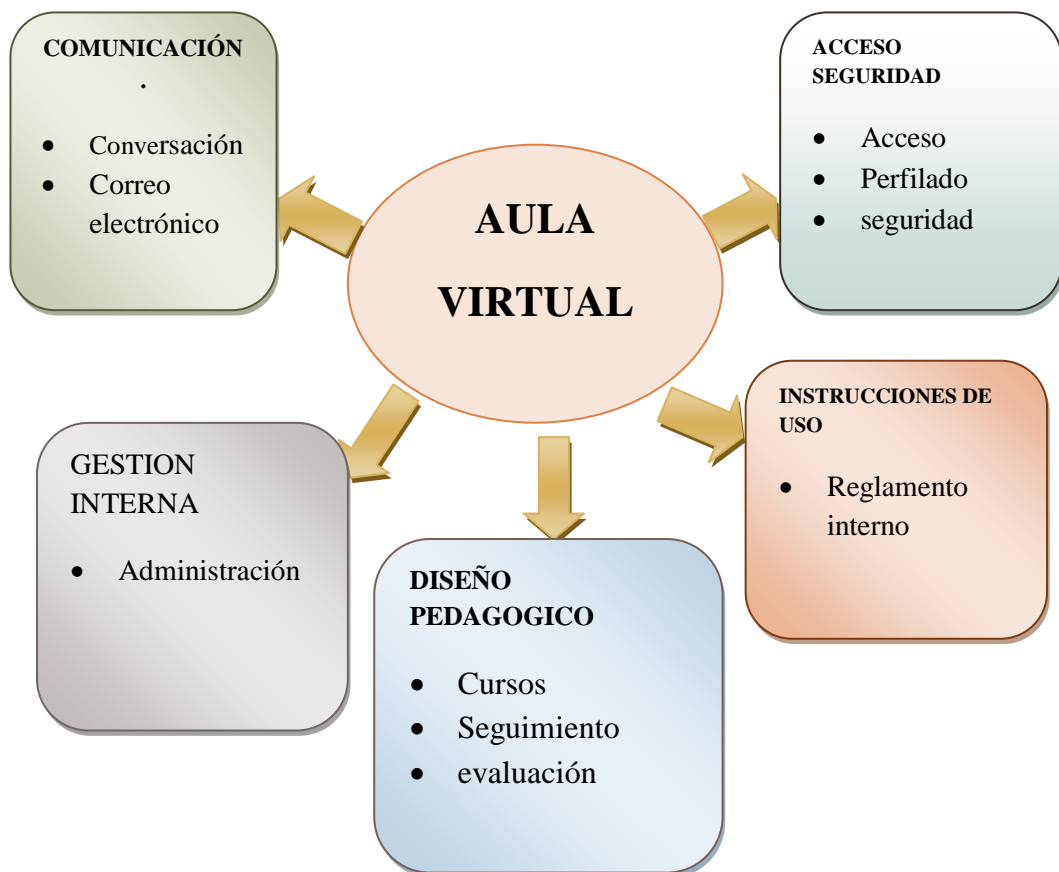 COMUNICACIÓN
.
• Conversación
• Correo
electrónico
ACCESO
SEGURIDAD
• Acceso
• Perfilado
• seguridad
AULA
VIRTUAL
GESTION
INTERNA
• Administración
DISEÑO
PEDAGOGICO
• Cursos
• Seguimiento
• evaluación
INSTRUCCIONES DE
USO
• Reglamento
interno